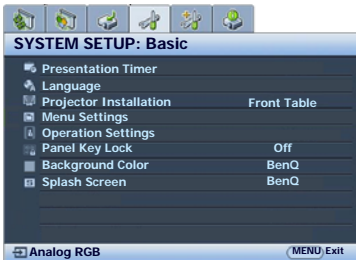 SYSTEM SETUP: Basic
Presentation Timer
Language
Projector Installation Front Table
Menu Settings
Operation Settings
Panel Key Lock Off
Background Color BenQ
Splash Screen BenQ
Analog RGB MENU Exit